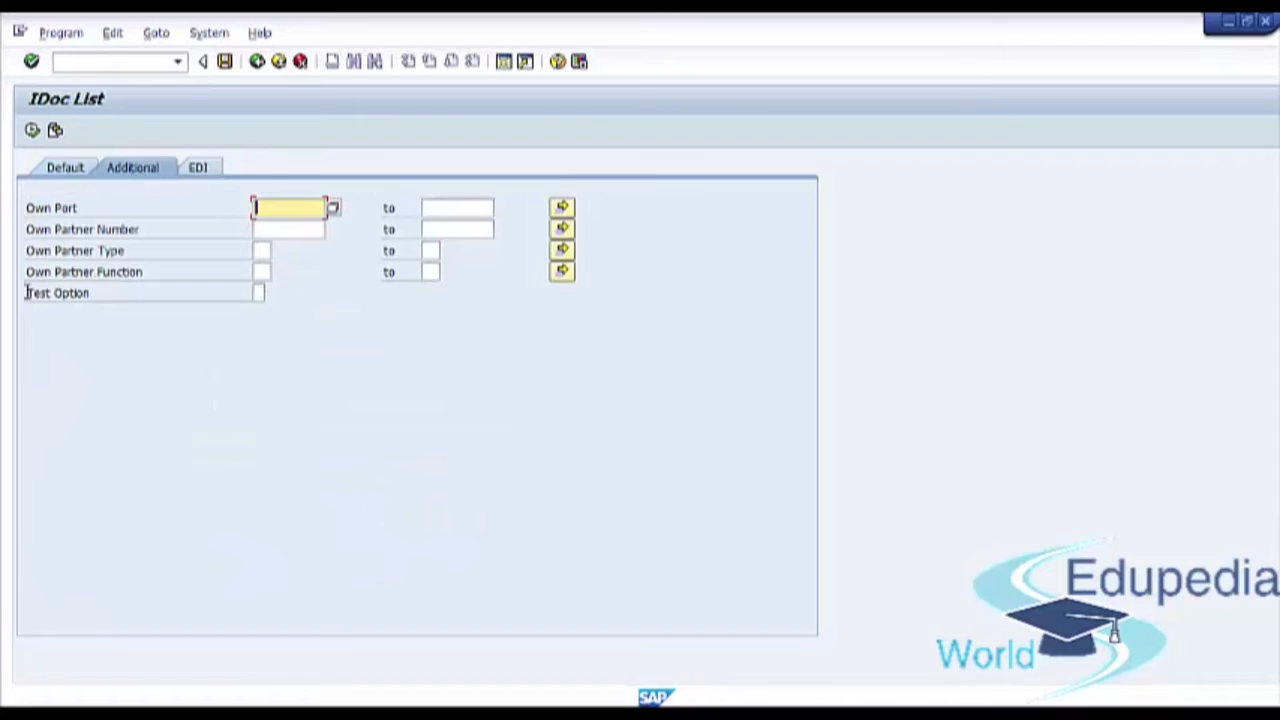 Program Edit Goto System Help
IDoc List
Default Additional EDI
Own Port to
Own Partner Number to
Own Partner Type to
Own Partner Function to
Test Option
Edupedia
World
SAP